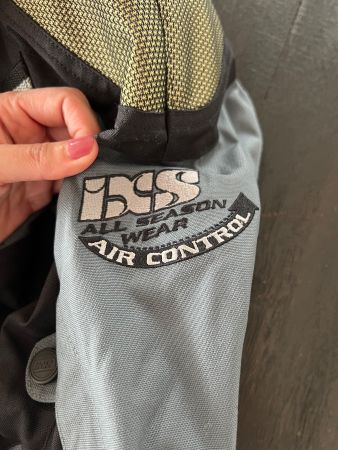 iXS
ALL SEASON
WEAR
AIR CONTROL